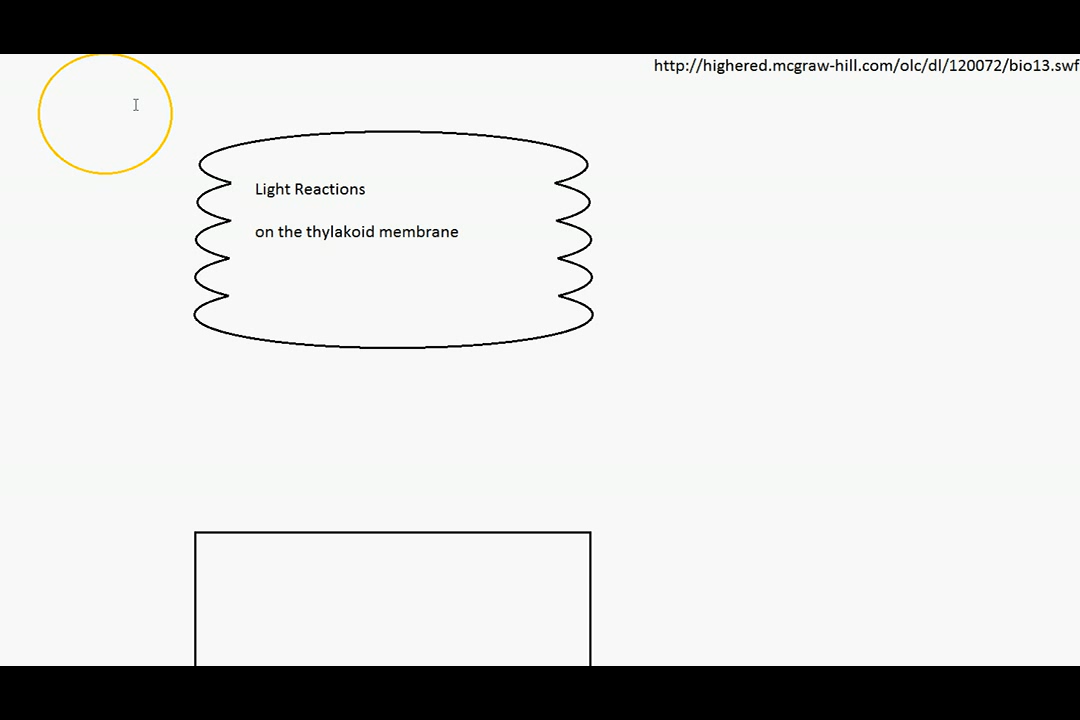 http://highered.mcgraw-hill.com/olc/dl/120072/bio13.swf
Light Reactions
on the thylakoid membrane